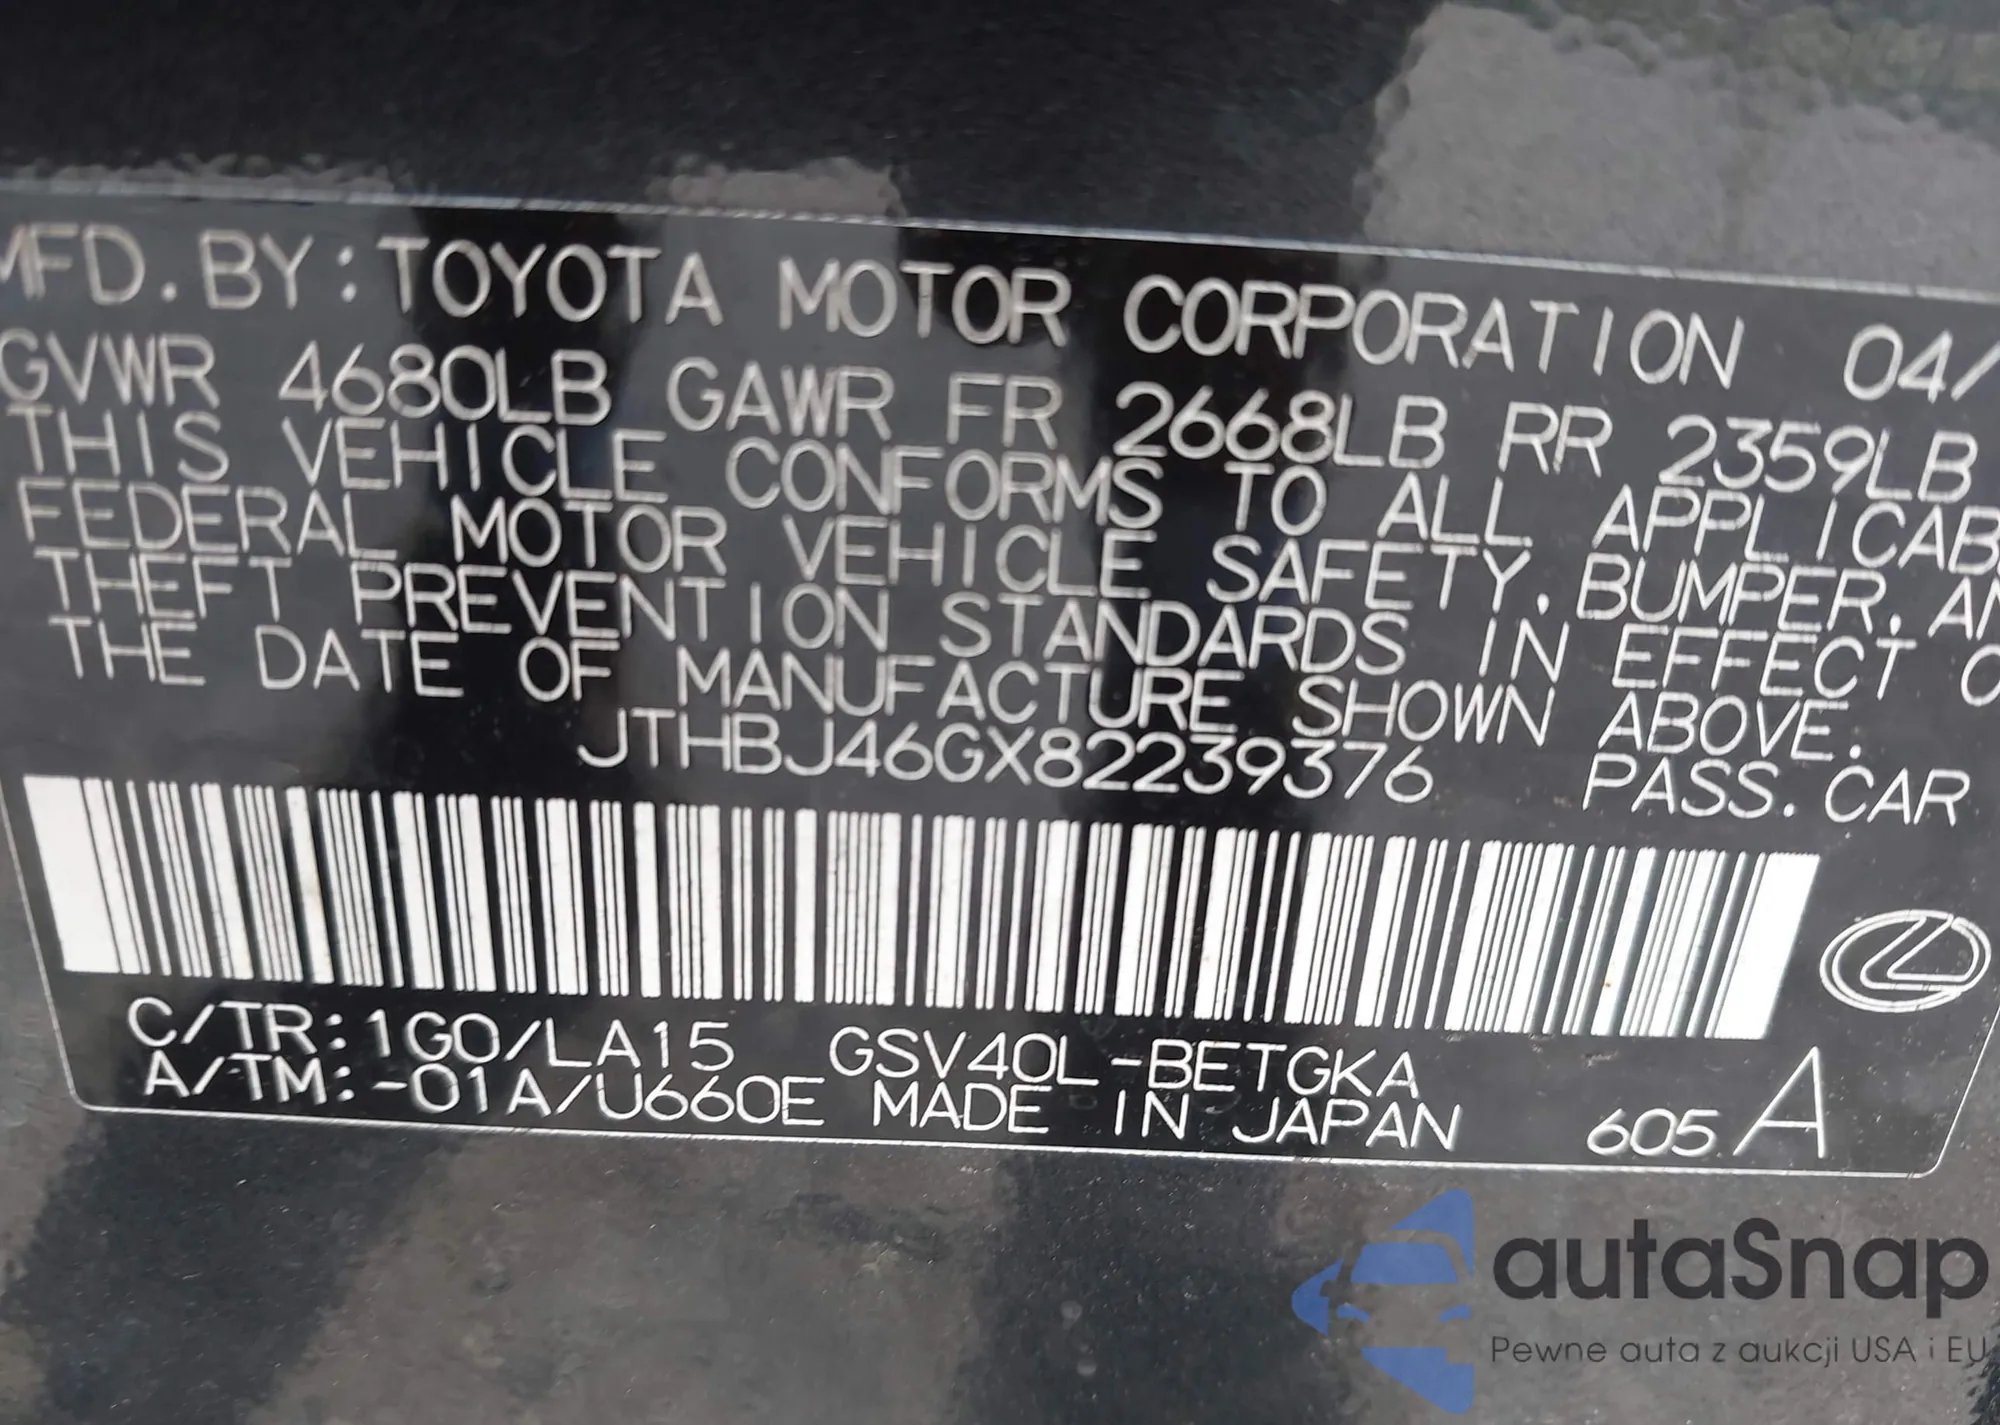 MFD. BY: TOYOTA MOTOR CORPORATION 04/
GVWR 4680LB GAWR FR 2668LB RR 2359LB
THIS VEHICLE CONFORMS TO ALL APPLICAB
FEDERAL MOTOR VEHICLE SAFETY, BUMPER, AN
THEFT PREVENTION STANDARDS IN EFFECT O
THE DATE OF MANUFACTURE SHOWN ABOVE.
JTHBJ46GX82239376 PASS. CAR
C/TR: 1G0/LA15 GSV40L-BETGKA
A/TM: -01A/U660E MADE IN JAPAN 605 A
autaSnap
Pewne auta z aukcji USA i EU